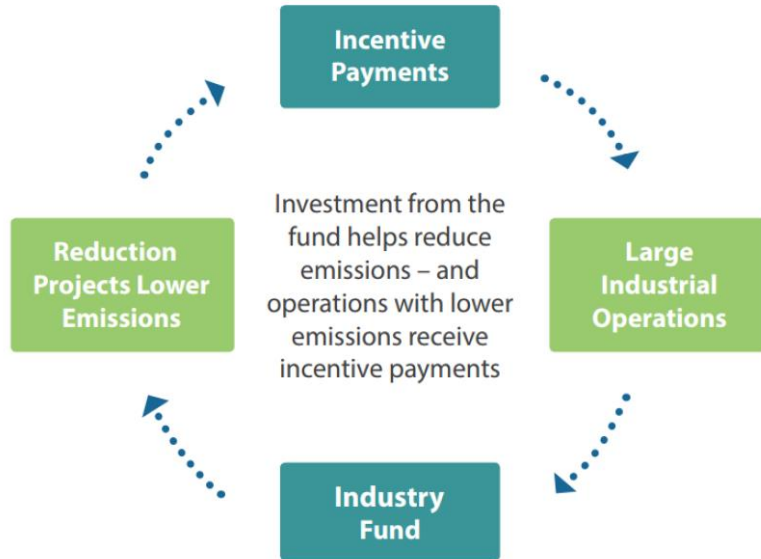 Incentive
Payments
Reduction
Projects Lower
Emissions
Investment from the
fund helps reduce
emissions – and
operations with lower
emissions receive
incentive payments
Large
Industrial
Operations
Industry
Fund